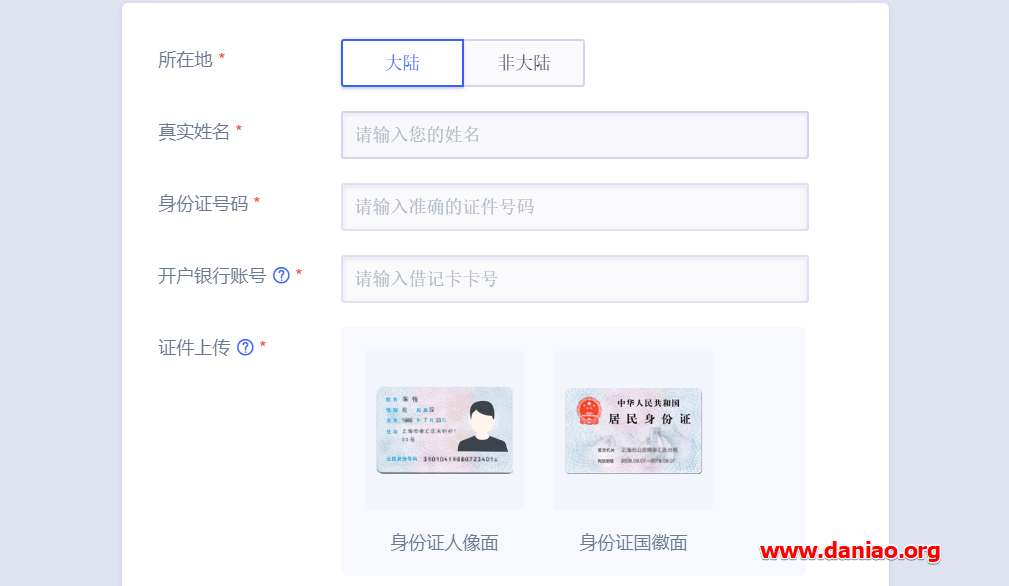 所在地 *
大陆
非大陆
真实姓名 *
请输入您的姓名
身份证号码 *
请输入准确的证件号码
开户银行账号 ? *
请输入借记卡卡号
证件上传 ? *
中华人民共和国
居民身份证
身份证人像面
身份证国徽面
www.daniao.org